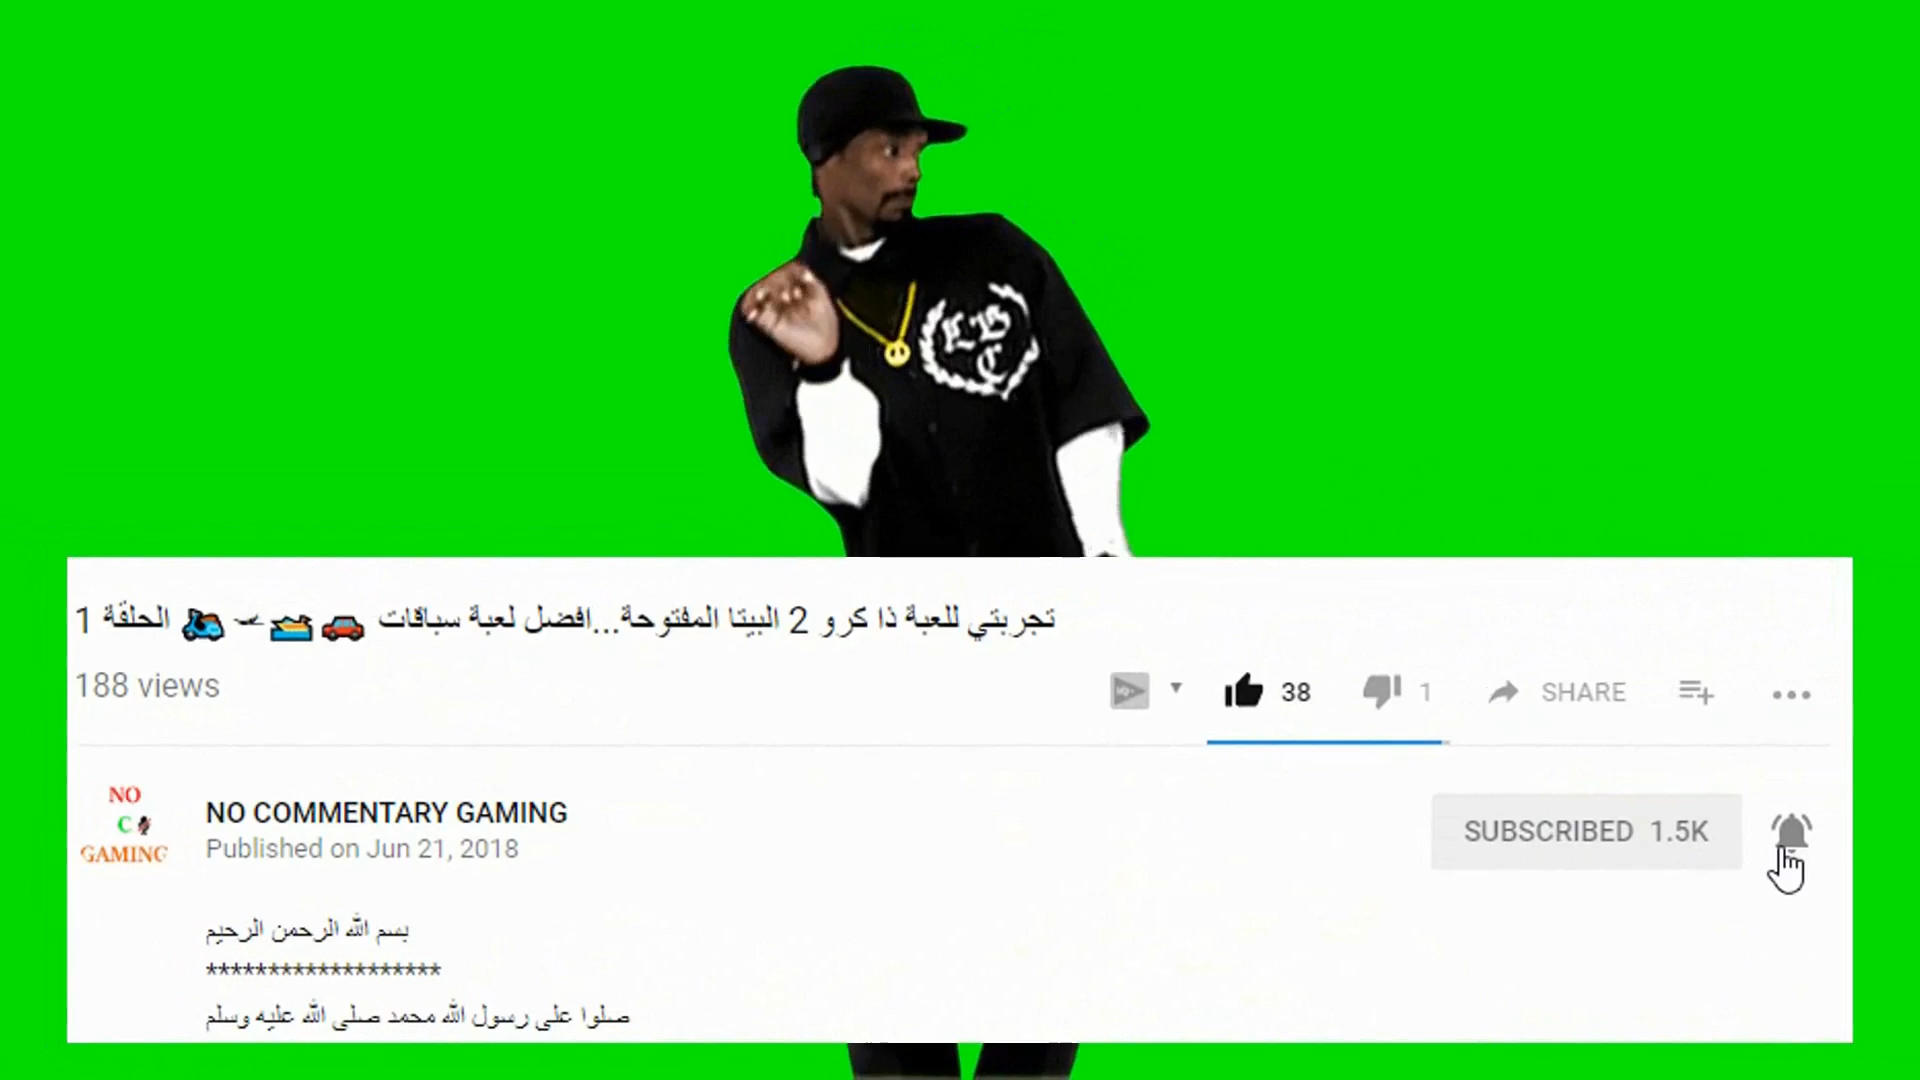 LBC
تجربتي للعبة ذا كرو 2 البيتا المفتوحة...افضل لعبة سباقات 🚗🚤🛩🛵 الحلقة 1
188 views
38 1 SHARE
NO
C
GAMING
NO COMMENTARY GAMING
Published on Jun 21, 2018
SUBSCRIBED 1.5K
بسم الله الرحمن الرحيم
*******************
صلوا على رسول الله محمد صلى الله عليه وسلم